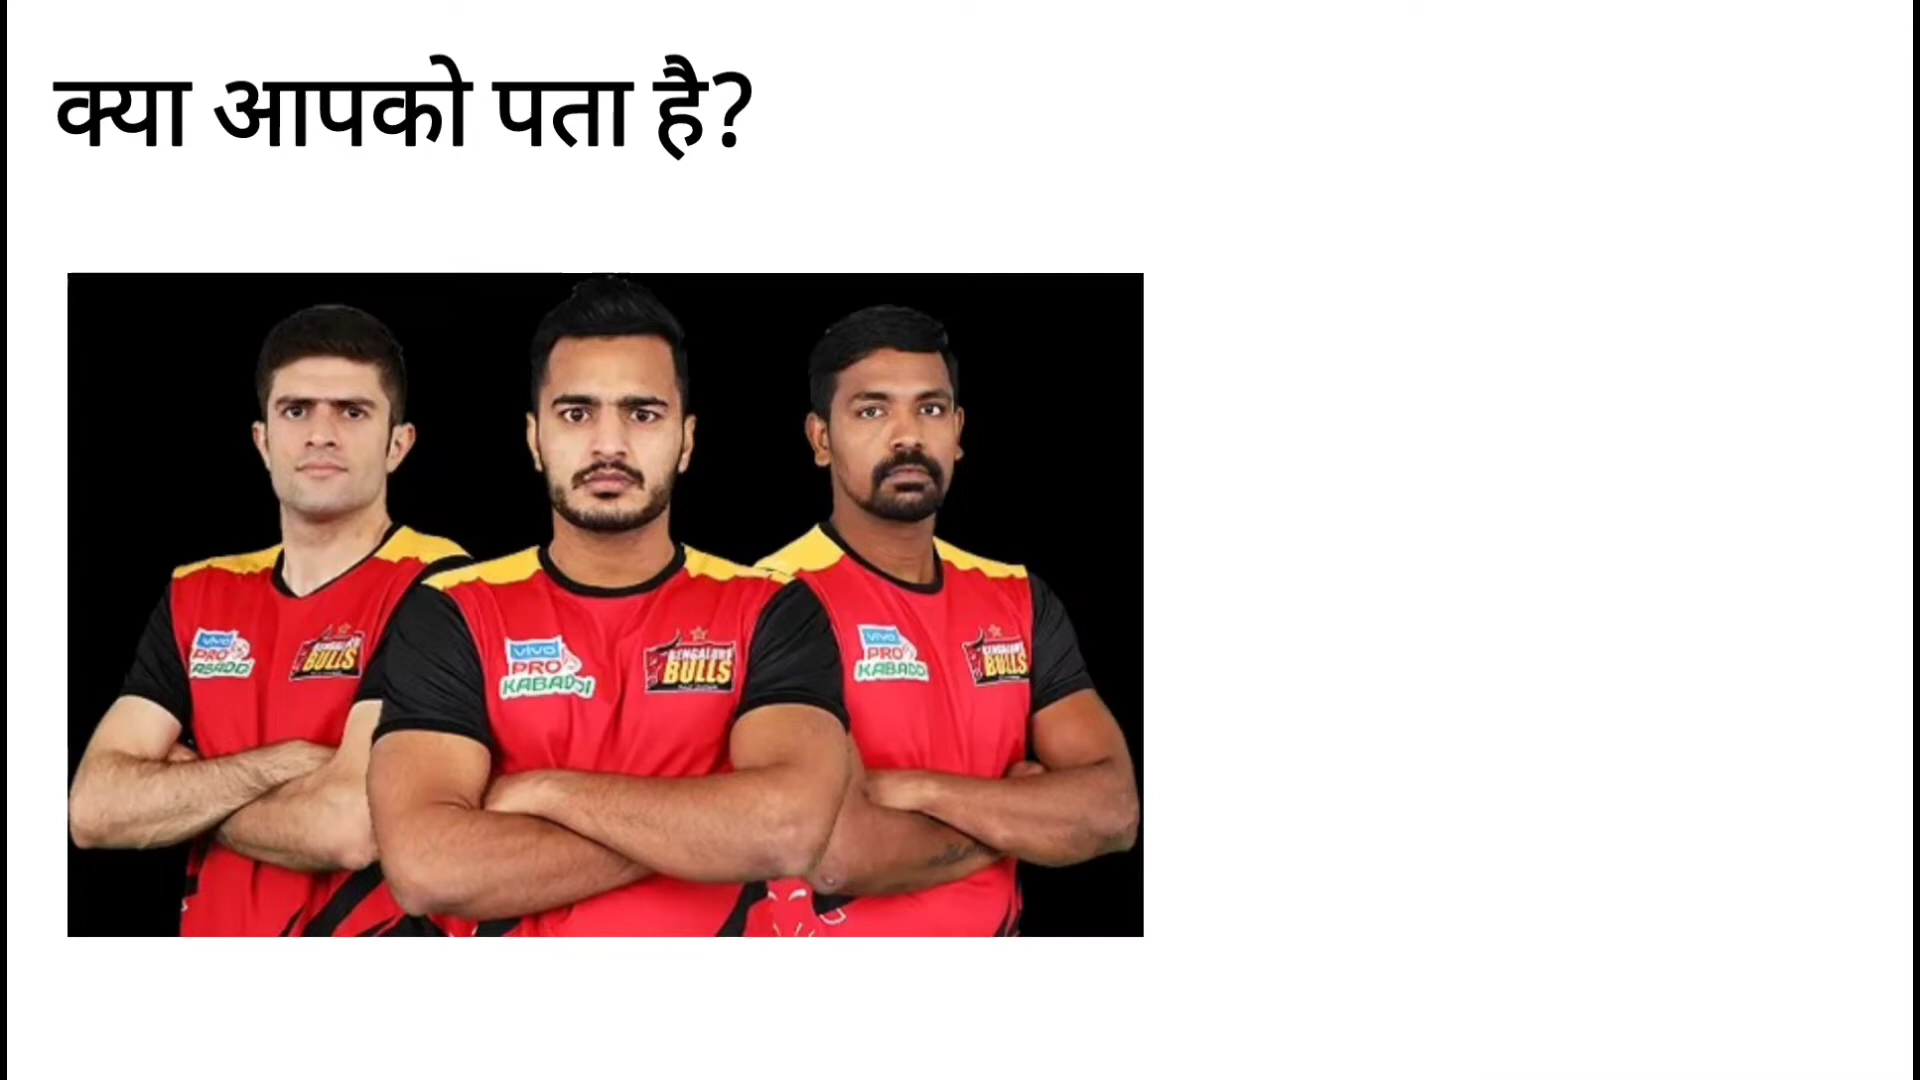 क्या आपको पता है?
vivo
PRO
KABADDI
BENGALURU
BULLS
vivo
PRO
KABADDI
BENGALURU
BULLS
vivo
PRO
KABADDI
BENGALURU
BULLS